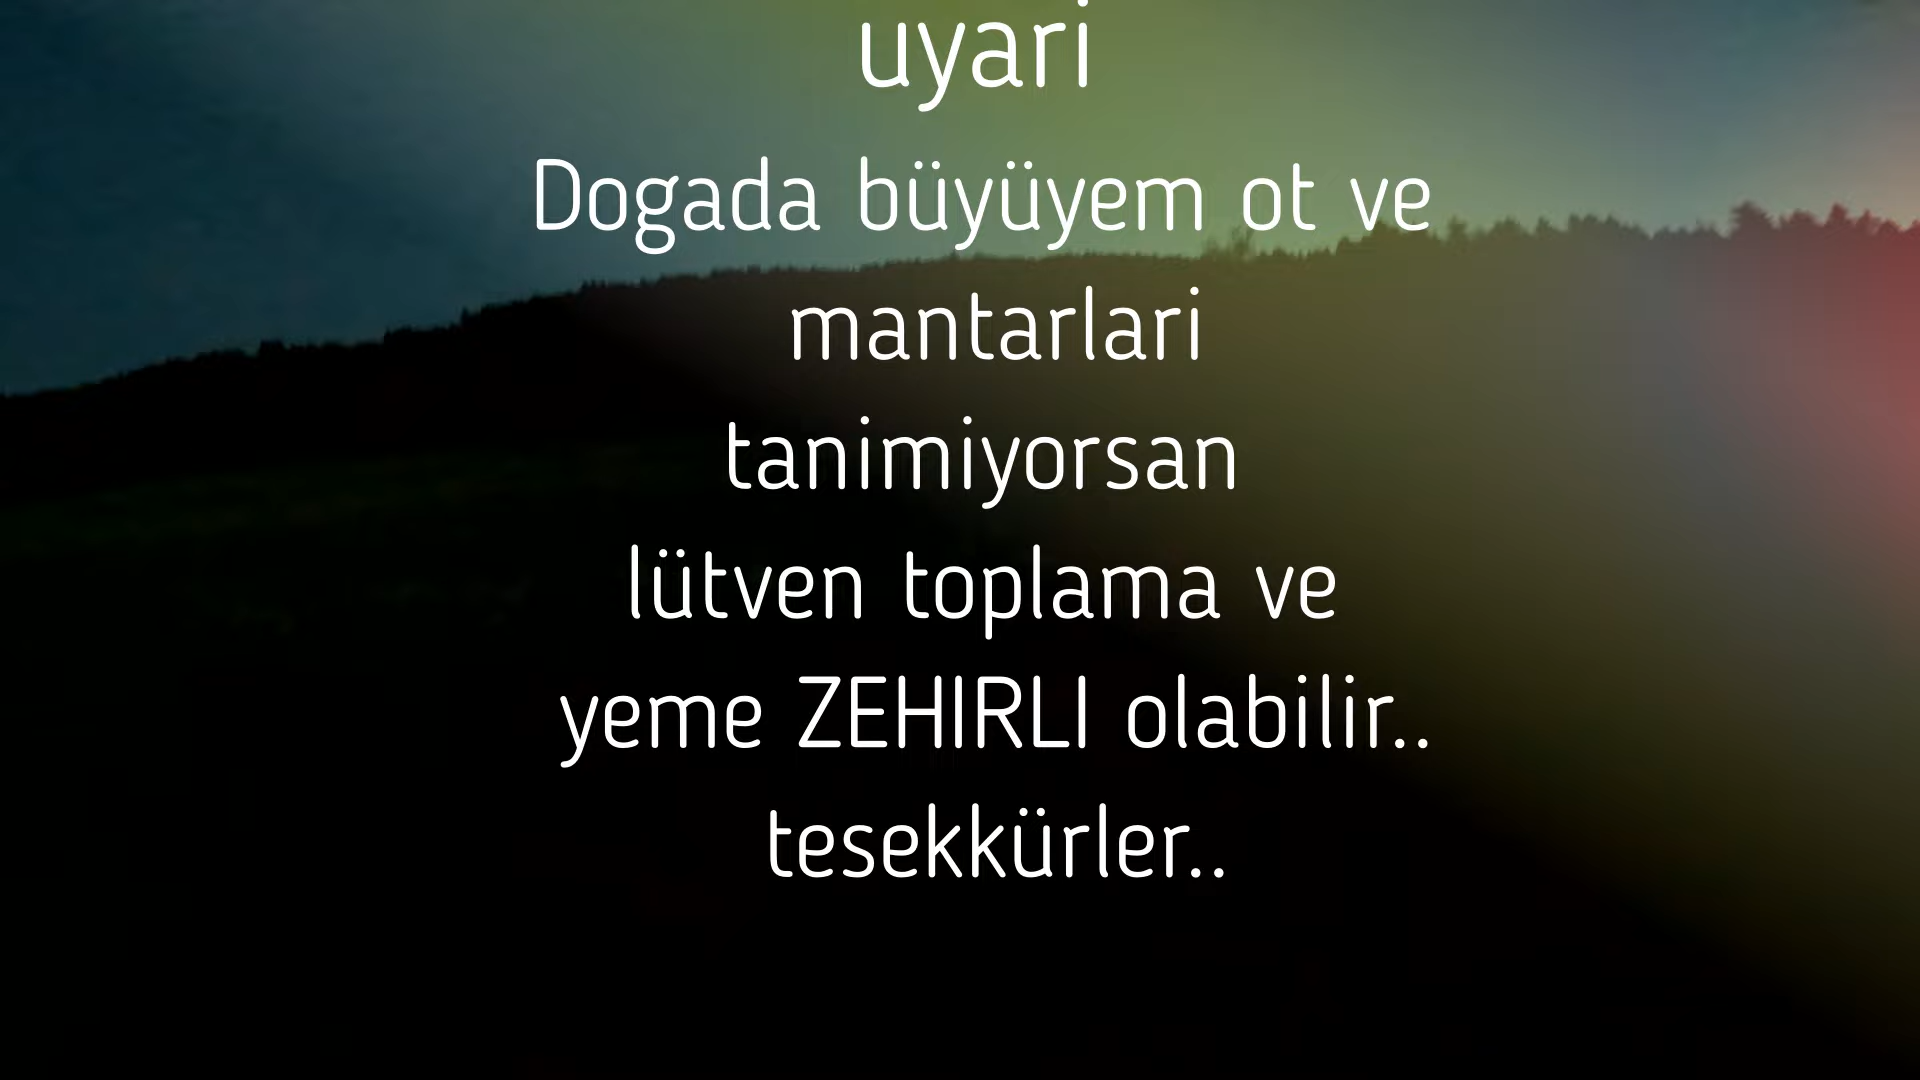 uyari
Dogada büyüyem ot ve
mantarlari
tanimiyorsan
lütven toplama ve
yeme ZEHIRLI olabilir..
tesekkürler..